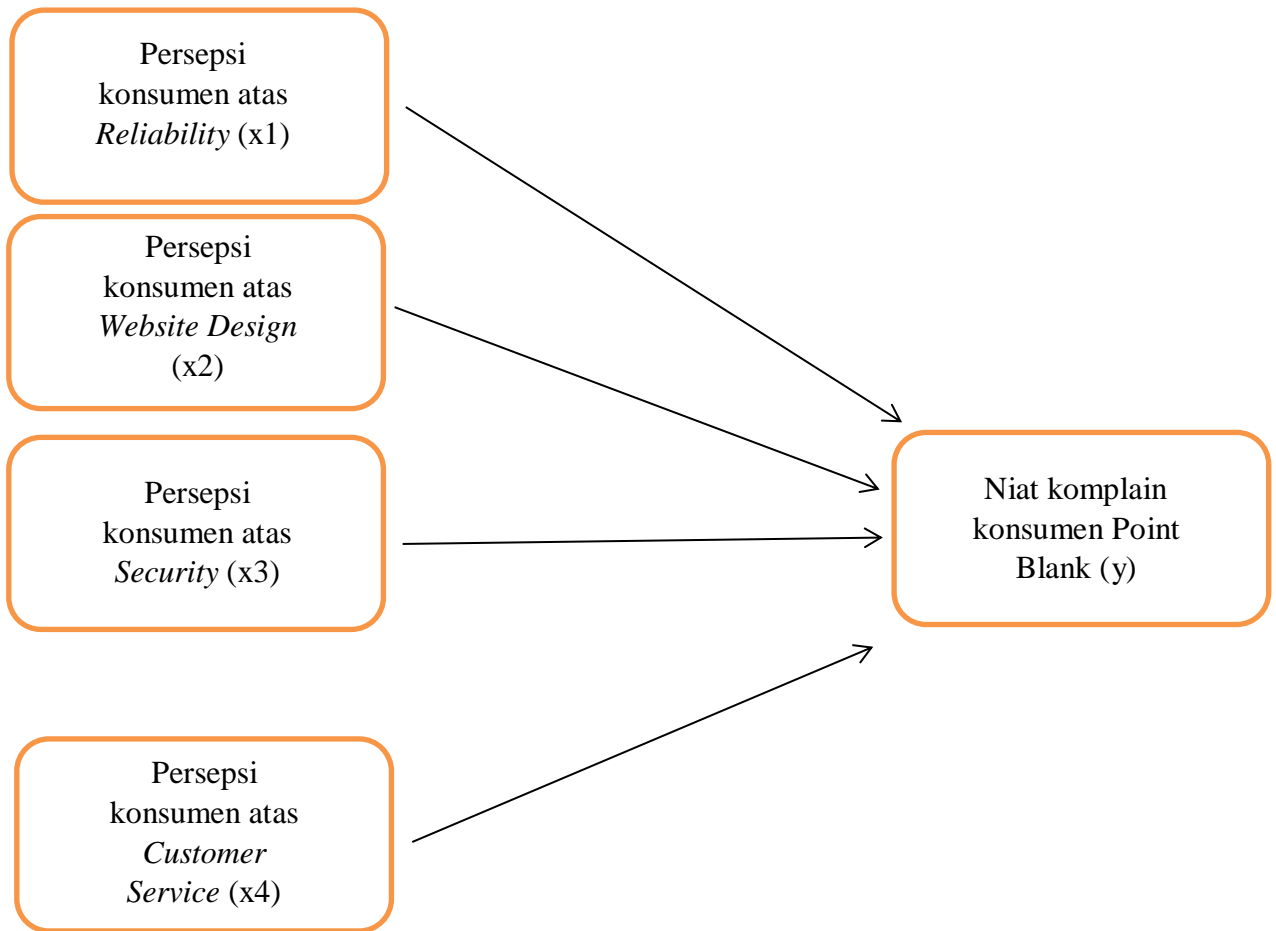 Persepsi
konsumen atas
Reliability (x1)
Persepsi
konsumen atas
Website Design
(x2)
Persepsi
konsumen atas
Security (x3)
Persepsi
konsumen atas
Customer
Service (x4)
Niat komplain
konsumen Point
Blank (y)